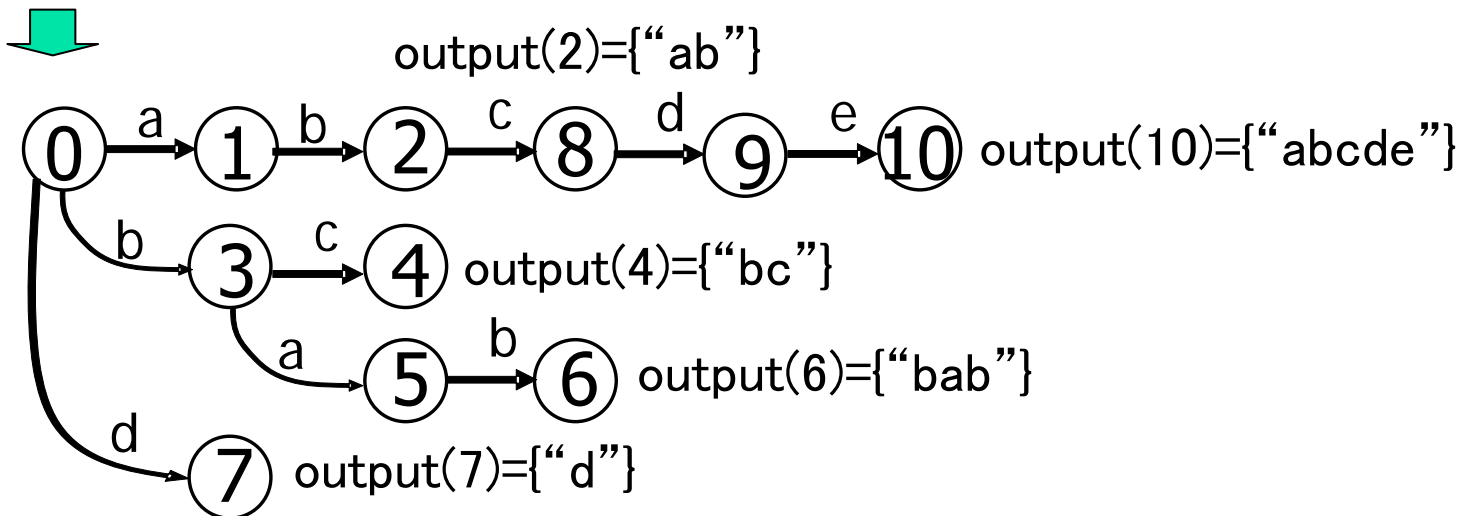 output(2)={“ab”}
a b c d e
0 1 2 8 9 10 output(10)={“abcde”}
b c
3 4 output(4)={“bc”}
a b
5 6 output(6)={“bab”}
d
7 output(7)={“d”}